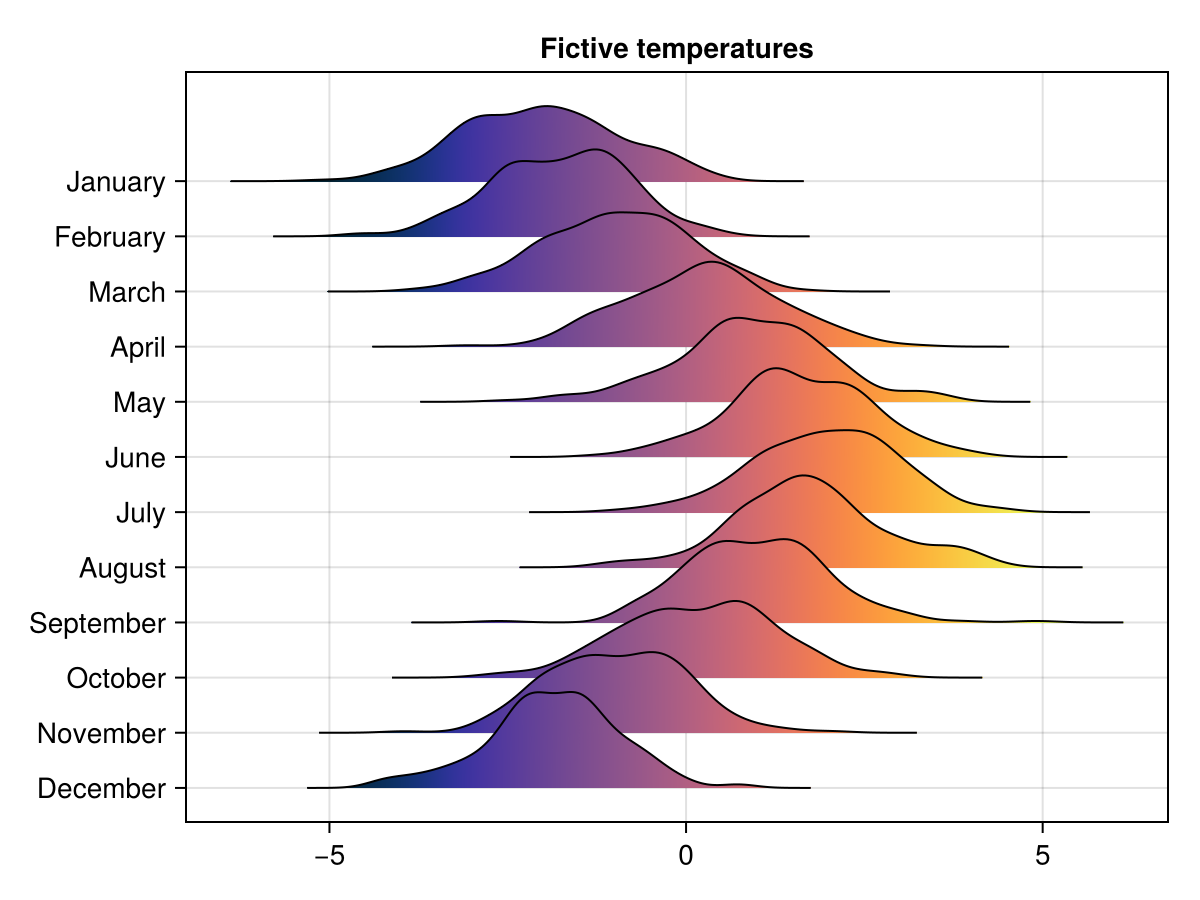 Fictive temperatures
January
February
March
April
May
June
July
August
September
October
November
December
−5
0
5